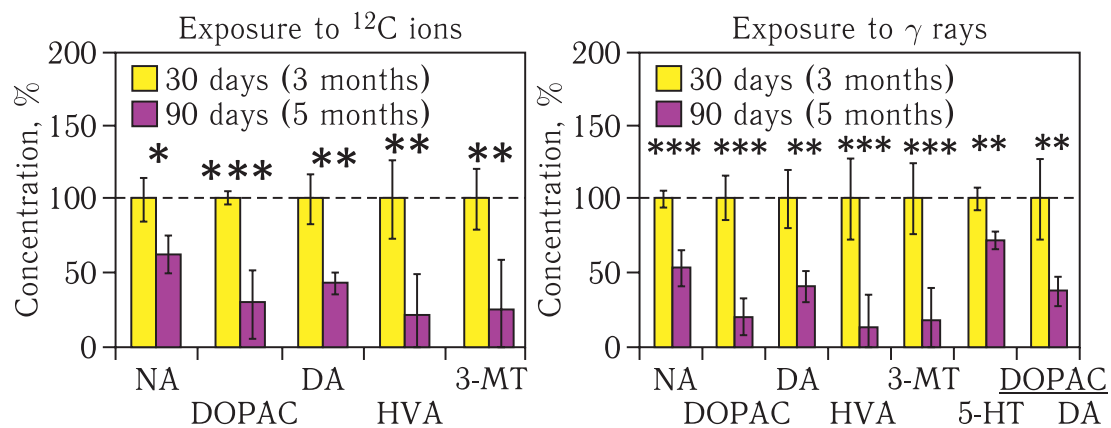 Exposure to ¹²C ions
Concentration, %
200
150
100
50
0
30 days (3 months)
90 days (5 months)
*
***
**
**
**
NA
DOPAC
DA
HVA
3-MT
Exposure to γ rays
Concentration, %
200
150
100
50
0
30 days (3 months)
90 days (5 months)
***
***
**
***
***
**
**
NA
DOPAC
DA
HVA
3-MT
5-HT
DOPAC
DA